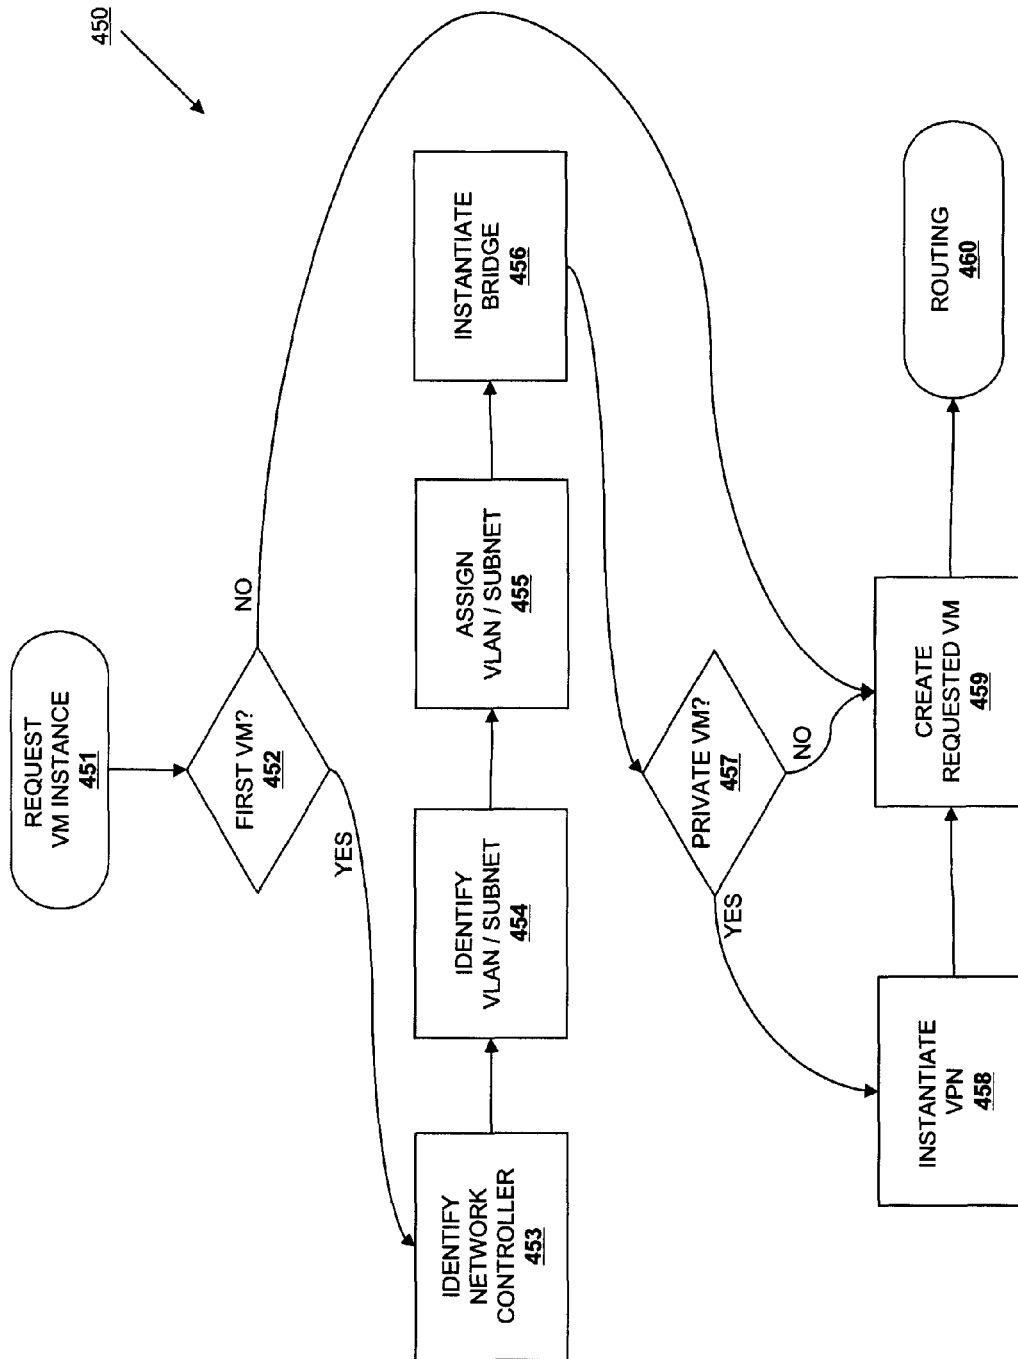 450
REQUEST
VM INSTANCE
451
FIRST VM?
452
NO
YES
IDENTIFY
NETWORK
CONTROLLER
453
IDENTIFY
VLAN / SUBNET
454
ASSIGN
VLAN / SUBNET
455
INSTANTIATE
BRIDGE
456
PRIVATE VM?
457
YES
NO
INSTANTIATE
VPN
458
CREATE
REQUESTED VM
459
ROUTING
460